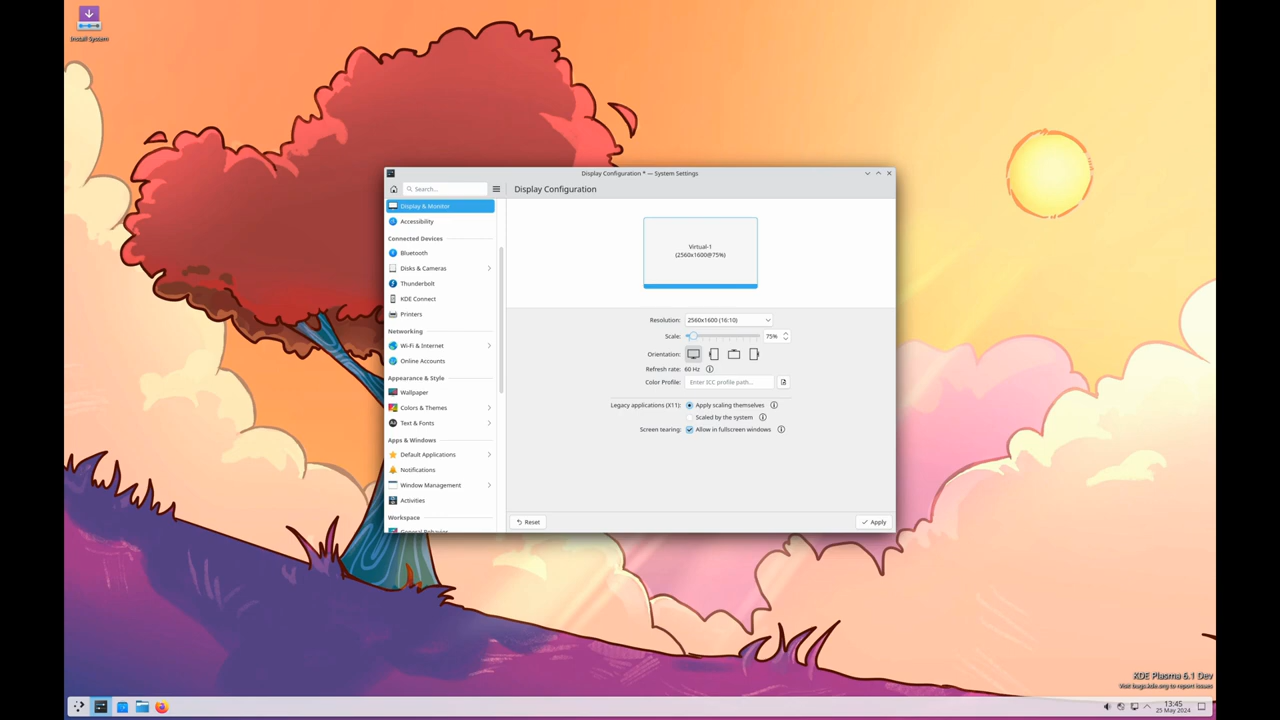 Install System
Display Configuration * — System Settings
Search...
Display Configuration
Display & Monitor
Accessibility
Connected Devices
Bluetooth
Disks & Cameras
Thunderbolt
KDE Connect
Printers
Networking
Wi-Fi & Internet
Online Accounts
Appearance & Style
Wallpaper
Colors & Themes
Text & Fonts
Apps & Windows
Default Applications
Notifications
Window Management
Activities
Workspace
General Behavior
Virtual-1
(2560x1600@75%)
Resolution: 2560x1600 (16:10)
Scale: 75%
Orientation:
Refresh rate: 60 Hz
Color Profile: Enter ICC profile path...
Legacy applications (X11): Apply scaling themselves
Scaled by the system
Screen tearing: Allow in fullscreen windows
Reset
Apply
KDE Plasma 6.1 Dev
Visit bugs.kde.org to report issues
13:45
25 May 2024